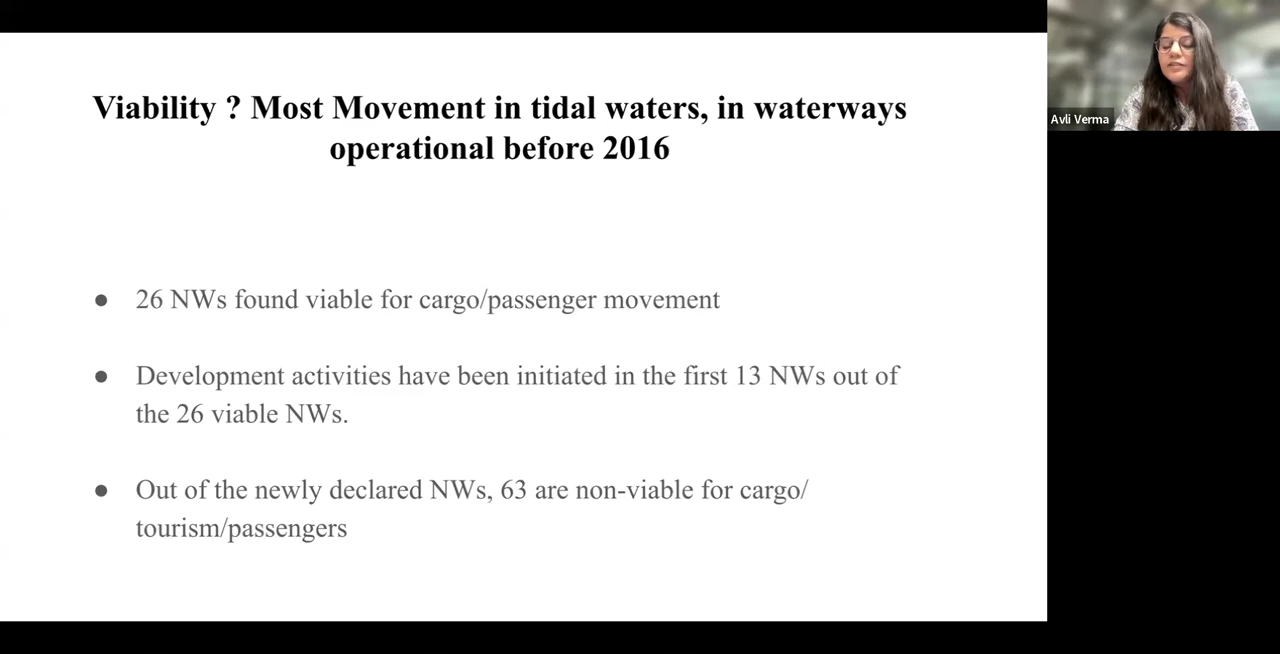 Viability ? Most Movement in tidal waters, in waterways
operational before 2016
● 26 NWs found viable for cargo/passenger movement
● Development activities have been initiated in the first 13 NWs out of
the 26 viable NWs.
● Out of the newly declared NWs, 63 are non-viable for cargo/
tourism/passengers
Avli Verma